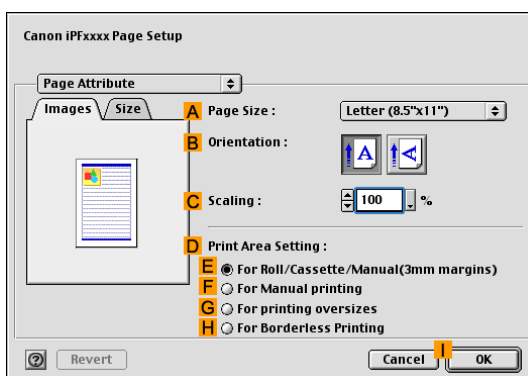 Canon iPFxxxx Page Setup
Page Attribute
Images Size
A Page Size : Letter (8.5"x11")
B Orientation : A A
C Scaling : 100 %
D Print Area Setting :
E For Roll/Cassette/Manual(3mm margins)
F For Manual printing
G For printing oversizes
H For Borderless Printing
? Revert Cancel I OK